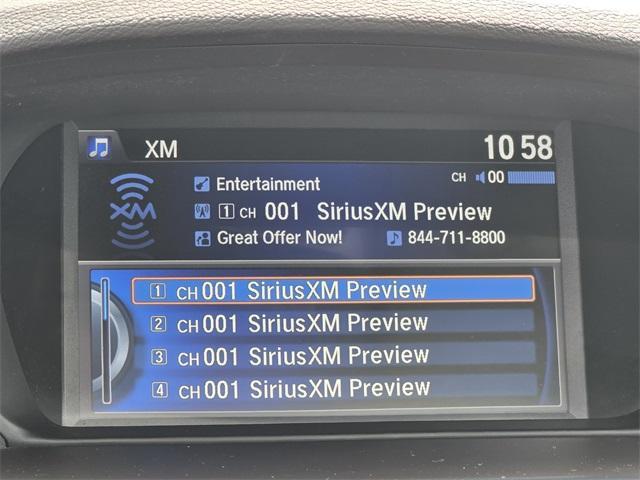 XM 10 58
Entertainment CH 00
XM 1 CH 001 SiriusXM Preview
Great Offer Now! 844-711-8800
1 CH 001 SiriusXM Preview
2 CH 001 SiriusXM Preview
3 CH 001 SiriusXM Preview
4 CH 001 SiriusXM Preview